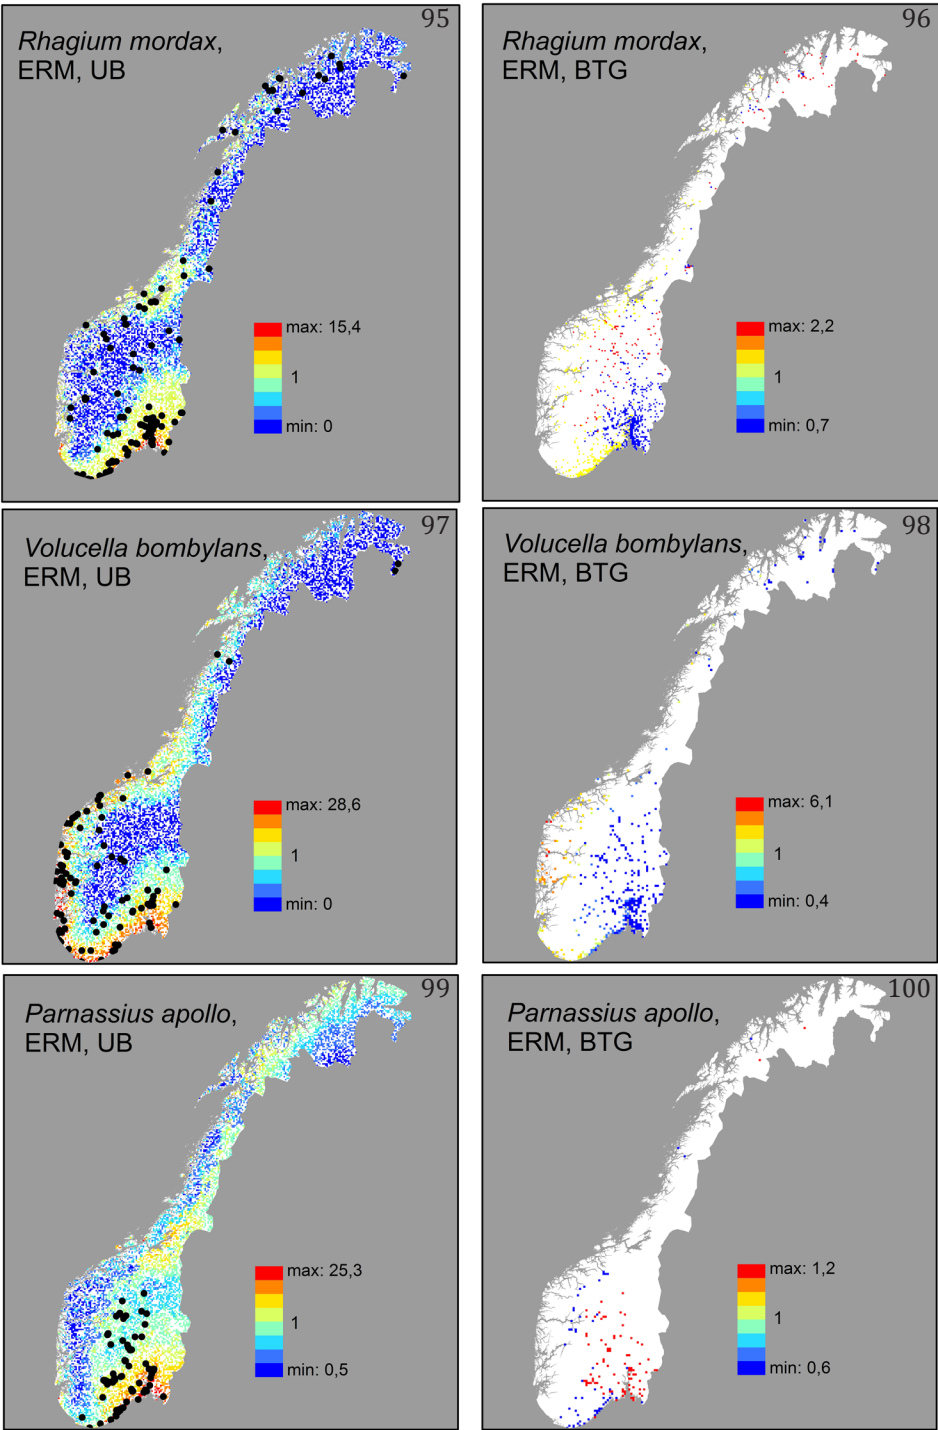 95
Rhagium mordax,
ERM, UB
max: 15,4
1
min: 0
96
Rhagium mordax,
ERM, BTG
max: 2,2
1
min: 0,7
97
Volucella bombylans,
ERM, UB
max: 28,6
1
min: 0
98
Volucella bombylans,
ERM, BTG
max: 6,1
1
min: 0,4
99
Parnassius apollo,
ERM, UB
max: 25,3
1
min: 0,5
100
Parnassius apollo,
ERM, BTG
max: 1,2
1
min: 0,6